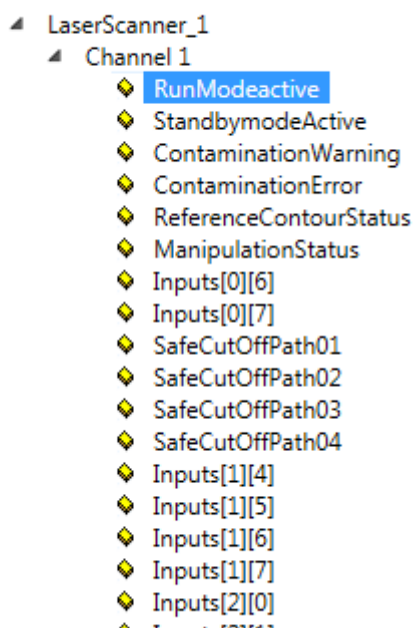 LaserScanner_1
Channel 1
RunModeactive
StandbymodeActive
ContaminationWarning
ContaminationError
ReferenceContourStatus
ManipulationStatus
Inputs[0][6]
Inputs[0][7]
SafeCutOffPath01
SafeCutOffPath02
SafeCutOffPath03
SafeCutOffPath04
Inputs[1][4]
Inputs[1][5]
Inputs[1][6]
Inputs[1][7]
Inputs[2][0]